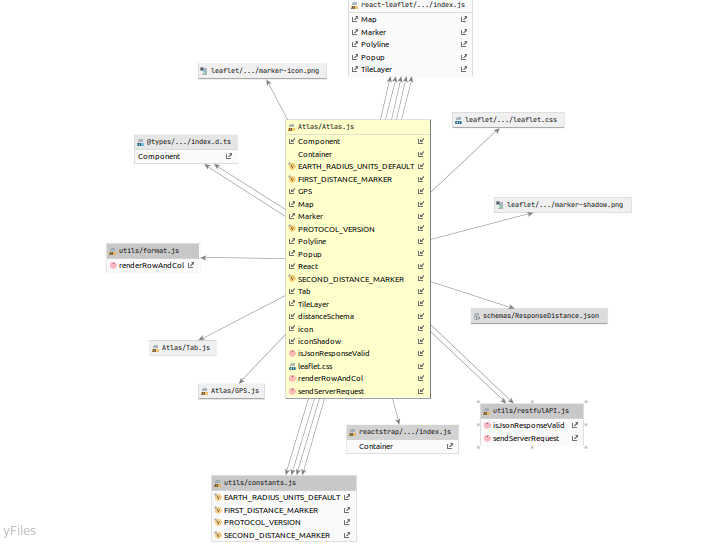 react-leaflet/.../index.js
Map
Marker
Polyline
Popup
TileLayer
leaflet/.../marker-icon.png
leaflet/.../leaflet.css
@types/.../index.d.ts
Component
Atlas/Atlas.js
Component
Container
EARTH_RADIUS_UNITS_DEFAULT
FIRST_DISTANCE_MARKER
GPS
Map
Marker
PROTOCOL_VERSION
Polyline
Popup
React
SECOND_DISTANCE_MARKER
Tab
TileLayer
distanceSchema
icon
iconShadow
isJsonResponseValid
leaflet.css
renderRowAndCol
sendServerRequest
leaflet/.../marker-shadow.png
utils/format.js
renderRowAndCol
schemas/ResponseDistance.json
Atlas/Tab.js
Atlas/GPS.js
utils/restfulAPI.js
isJsonResponseValid
sendServerRequest
reactstrap/.../index.js
Container
utils/constants.js
EARTH_RADIUS_UNITS_DEFAULT
FIRST_DISTANCE_MARKER
PROTOCOL_VERSION
SECOND_DISTANCE_MARKER
yFiles